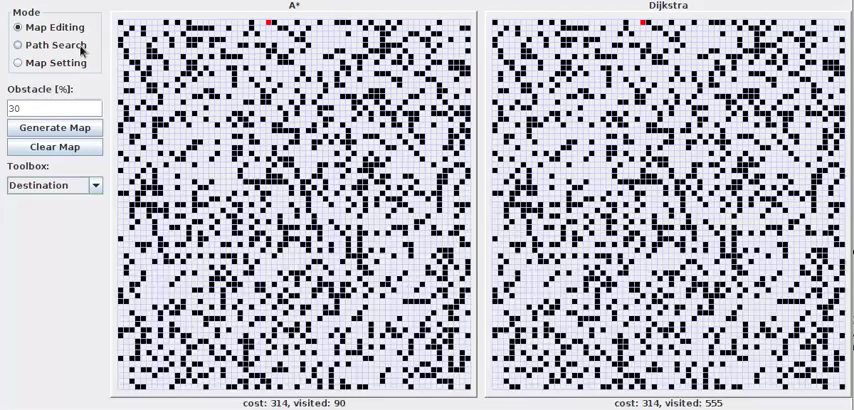 Mode
Map Editing
Path Search
Map Setting
Obstacle [%]:
30
Generate Map
Clear Map
Toolbox:
Destination
A*
Dijkstra
cost: 314, visited: 90
cost: 314, visited: 555